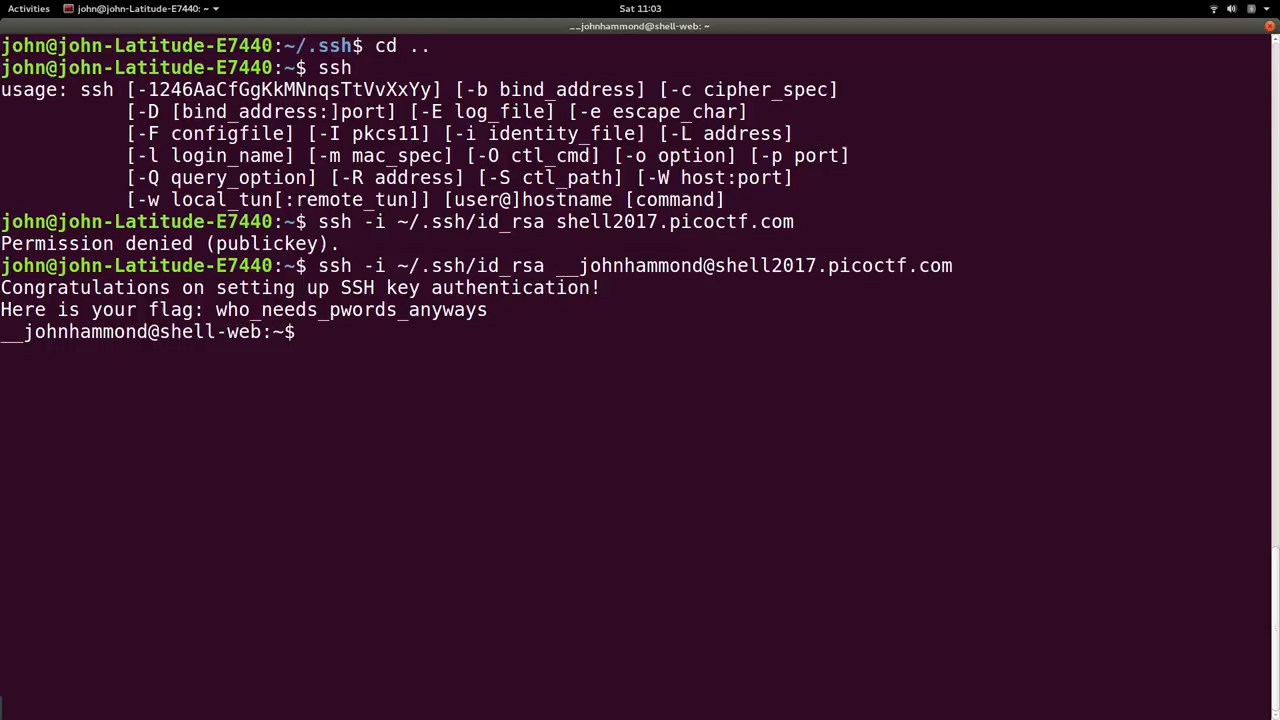 Activities
john@john-Latitude-E7440: ~
Sat 11:03
__johnhammond@shell-web: ~
john@john-Latitude-E7440:~/.ssh$ cd ..
john@john-Latitude-E7440:~$ ssh
usage: ssh [-1246AaCfGgKkMNnqsTtVvXxYy] [-b bind_address] [-c cipher_spec]
           [-D [bind_address:]port] [-E log_file] [-e escape_char]
           [-F configfile] [-I pkcs11] [-i identity_file] [-L address]
           [-l login_name] [-m mac_spec] [-O ctl_cmd] [-o option] [-p port]
           [-Q query_option] [-R address] [-S ctl_path] [-W host:port]
           [-w local_tun[:remote_tun]] [user@]hostname [command]
john@john-Latitude-E7440:~$ ssh -i ~/.ssh/id_rsa shell2017.picoctf.com
Permission denied (publickey).
john@john-Latitude-E7440:~$ ssh -i ~/.ssh/id_rsa __johnhammond@shell2017.picoctf.com
Congratulations on setting up SSH key authentication!
Here is your flag: who_needs_pwords_anyways
__johnhammond@shell-web:~$